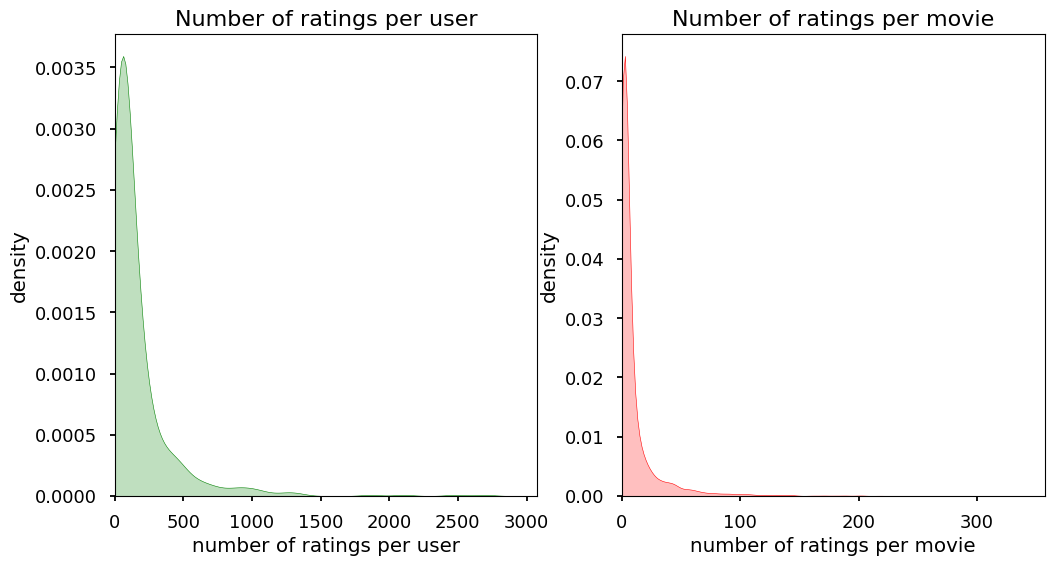 Number of ratings per user
0.0035
0.0030
0.0025
0.0020
0.0015
0.0010
0.0005
0.0000
density
0 500 1000 1500 2000 2500 3000
number of ratings per user
Number of ratings per movie
0.07
0.06
0.05
0.04
0.03
0.02
0.01
0.00
density
0 100 200 300
number of ratings per movie